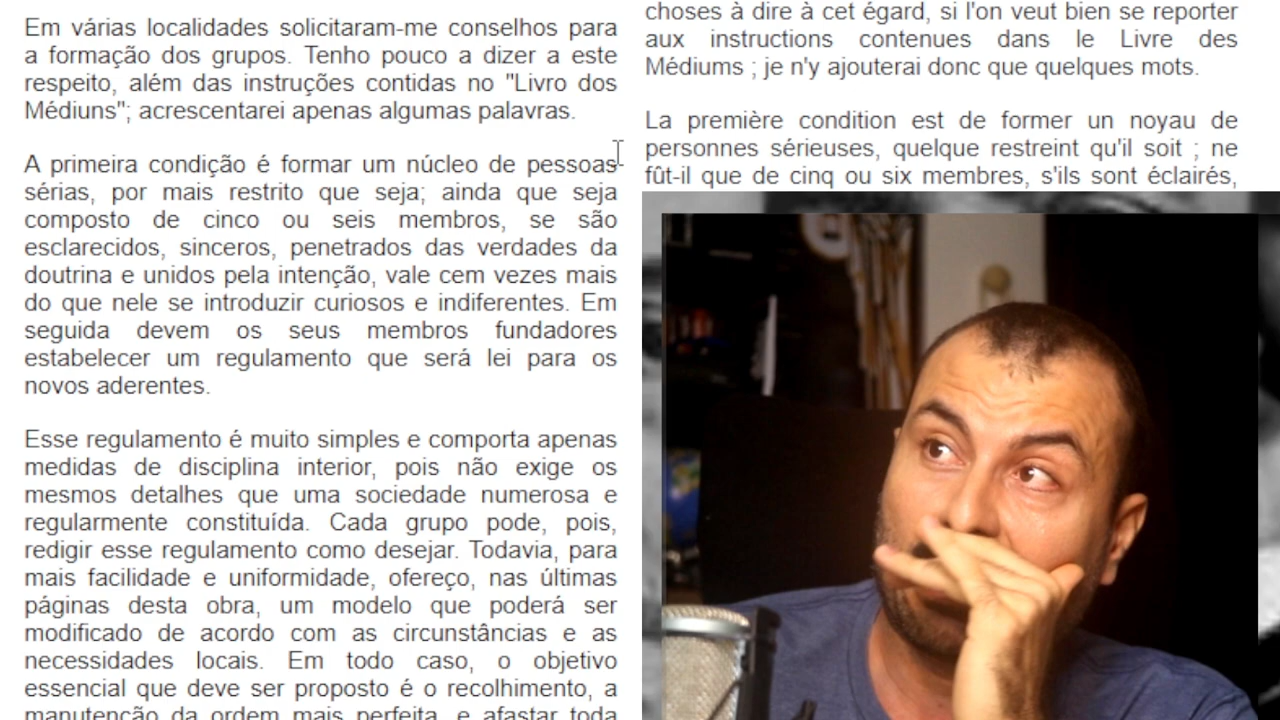 Em várias localidades solicitaram-me conselhos para
a formação dos grupos. Tenho pouco a dizer a este
respeito, além das instruções contidas no "Livro dos
Médiuns"; acrescentarei apenas algumas palavras.
A primeira condição é formar um núcleo de pessoas
sérias, por mais restrito que seja; ainda que seja
composto de cinco ou seis membros, se são
esclarecidos, sinceros, penetrados das verdades da
doutrina e unidos pela intenção, vale cem vezes mais
do que nele se introduzir curiosos e indiferentes. Em
seguida devem os seus membros fundadores
estabelecer um regulamento que será lei para os
novos aderentes.
Esse regulamento é muito simples e comporta apenas
medidas de disciplina interior, pois não exige os
mesmos detalhes que uma sociedade numerosa e
regularmente constituída. Cada grupo pode, pois,
redigir esse regulamento como desejar. Todavia, para
mais facilidade e uniformidade, ofereço, nas últimas
páginas desta obra, um modelo que poderá ser
modificado de acordo com as circunstâncias e as
necessidades locais. Em todo caso, o objetivo
essencial que deve ser proposto é o recolhimento, a
manutenção da ordem mais perfeita, e afastar toda
choses à dire à cet égard, si l'on veut bien se reporter
aux instructions contenues dans le Livre des
Médiums ; je n'y ajouterai donc que quelques mots.
La première condition est de former un noyau de
personnes sérieuses, quelque restreint qu'il soit ; ne
fût-il que de cinq ou six membres, s'ils sont éclairés,